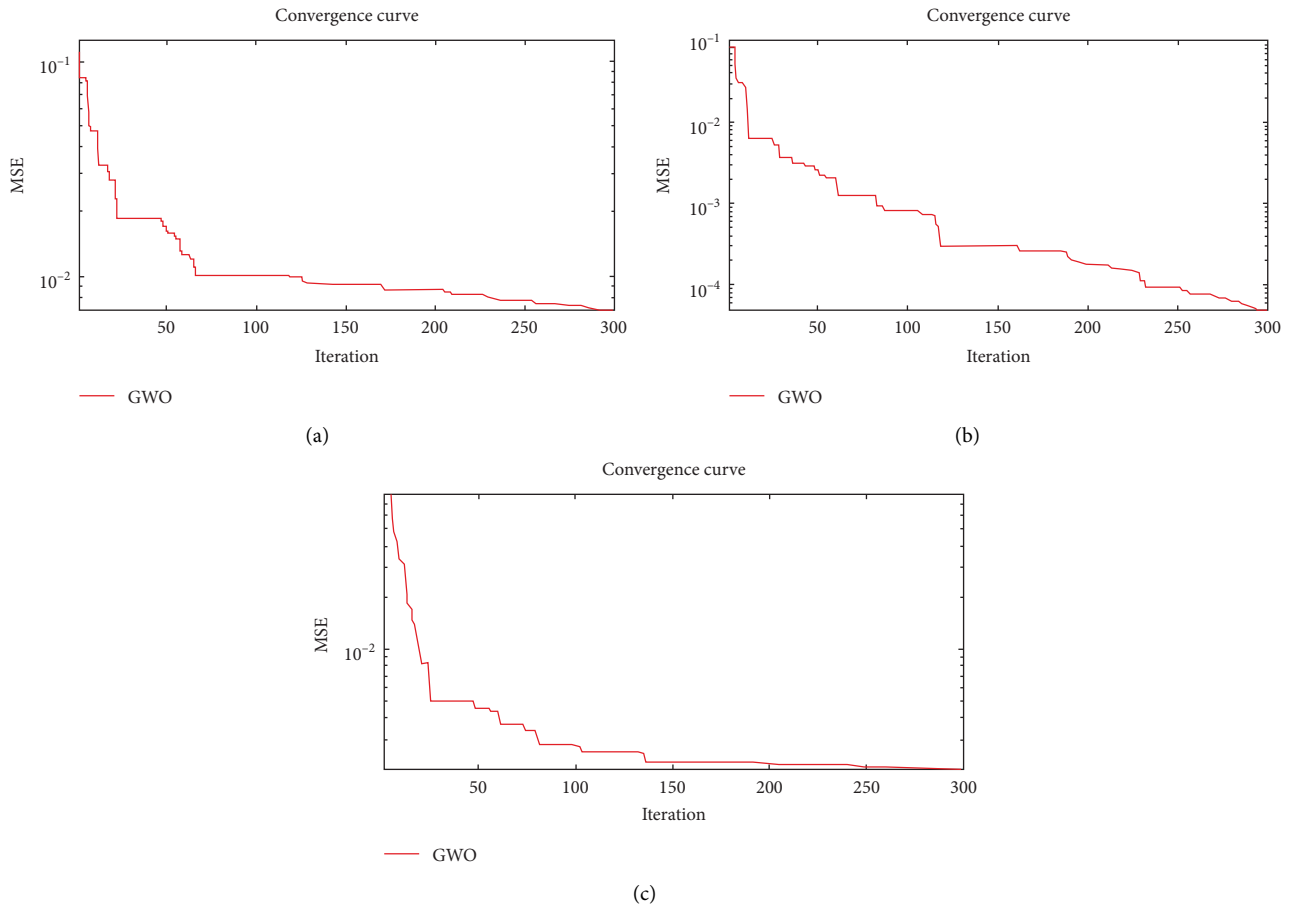 Convergence curve
MSE
10⁻¹
10⁻²
50 100 150 200 250 300
Iteration
GWO
(a)
Convergence curve
MSE
10⁻¹
10⁻²
10⁻³
10⁻⁴
50 100 150 200 250 300
Iteration
GWO
(b)
Convergence curve
MSE
10⁻²
50 100 150 200 250 300
Iteration
GWO
(c)